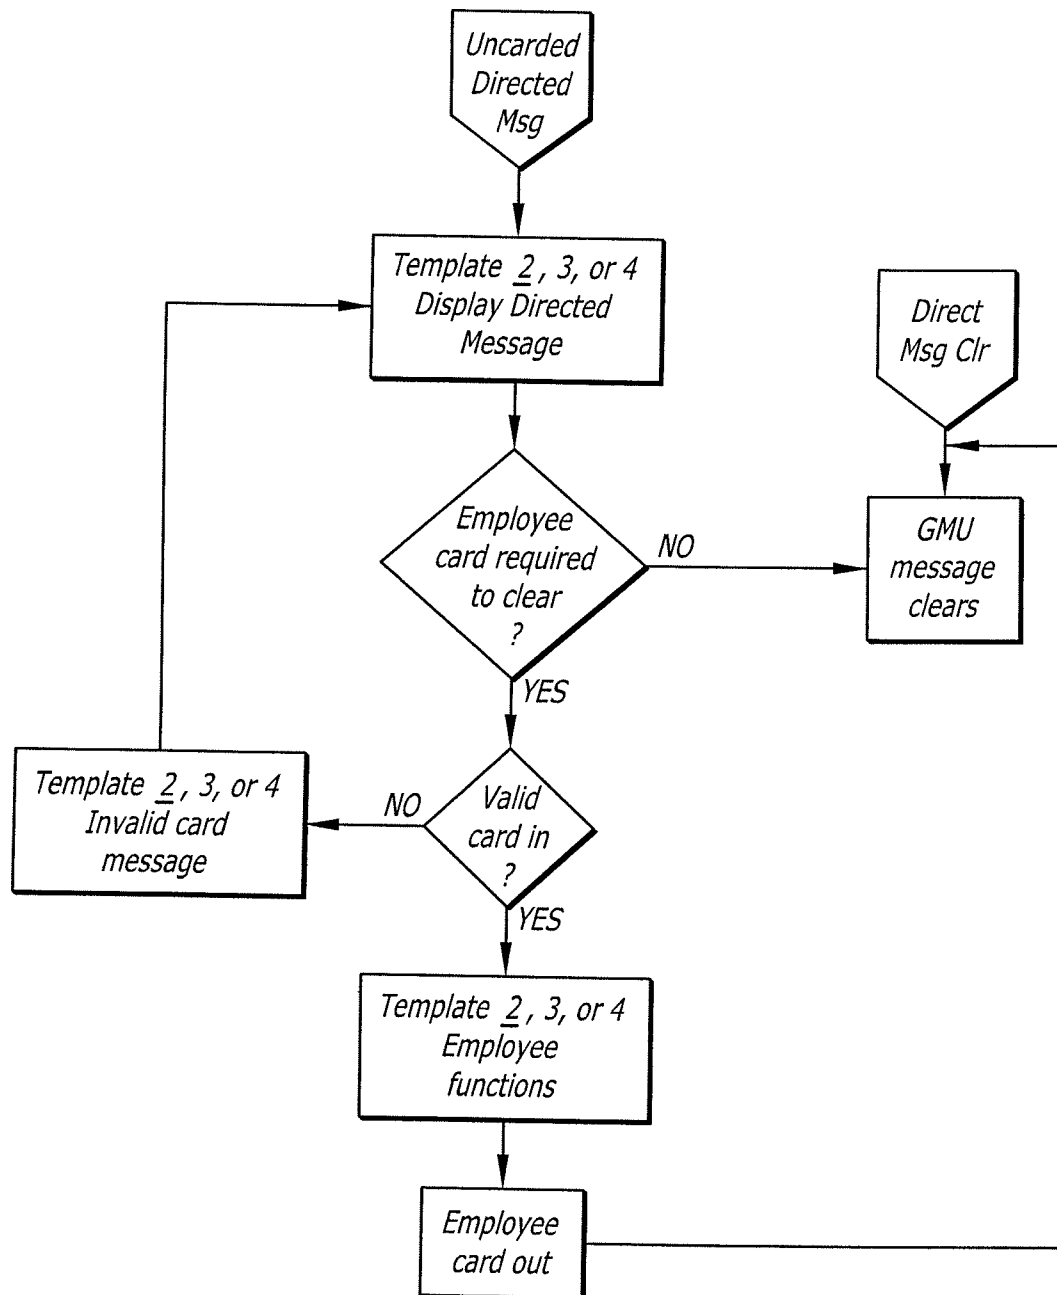 Uncarded
Directed
Msg
Template 2, 3, or 4
Display Directed
Message
Direct
Msg Clr
Employee
card required
to clear
?
NO
GMU
message
clears
YES
Template 2, 3, or 4
Invalid card
message
NO
Valid
card in
?
YES
Template 2, 3, or 4
Employee
functions
Employee
card out